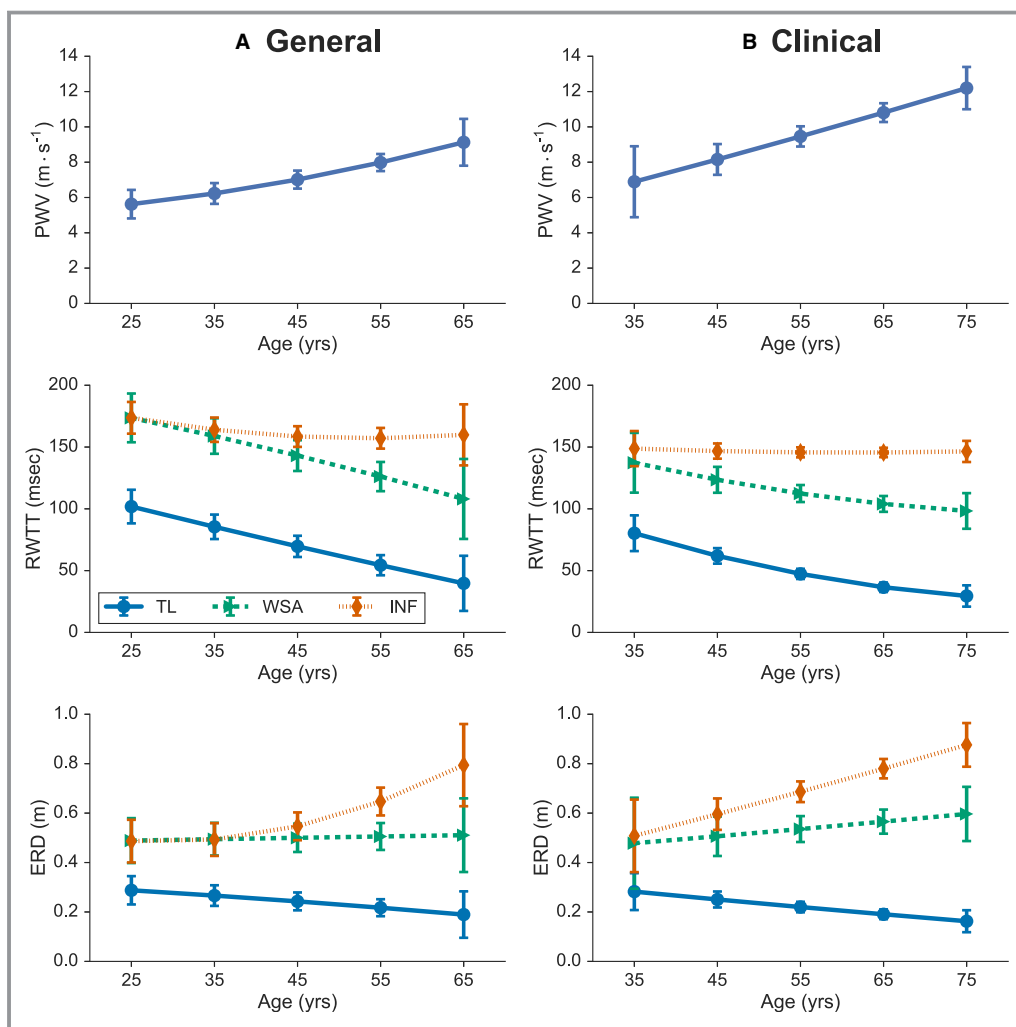 A General
B Clinical
PWV (m · s⁻¹)
14
12
10
8
6
4
2
0
25 35 45 55 65
Age (yrs)
PWV (m · s⁻¹)
14
12
10
8
6
4
2
0
35 45 55 65 75
Age (yrs)
RWTT (msec)
200
150
100
50
0
TL WSA INF
25 35 45 55 65
Age (yrs)
RWTT (msec)
200
150
100
50
0
35 45 55 65 75
Age (yrs)
ERD (m)
1.0
0.8
0.6
0.4
0.2
0.0
25 35 45 55 65
Age (yrs)
ERD (m)
1.0
0.8
0.6
0.4
0.2
0.0
35 45 55 65 75
Age (yrs)